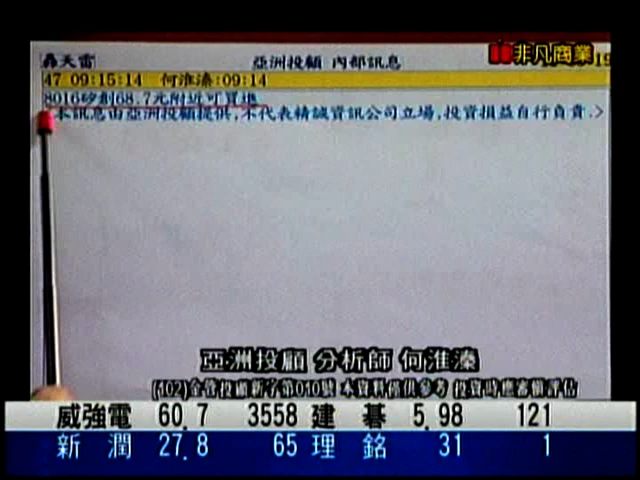 非凡商業
轟天雷 亞洲投顧 內部訊息
47 09:15:14 何淮溱:09:14
8016矽創68.7元附近可買進
本訊息由亞洲投顧提供,不代表精誠資訊公司立場,投資損益自行負責.>
亞洲投顧 分析師 何淮溱
(102)金管投顧新字第010號 本資料僅供參考 投資時應審慎評估
威強電 60.7 3558 建碁 5.98 121
新潤 27.8 65 理銘 31 1